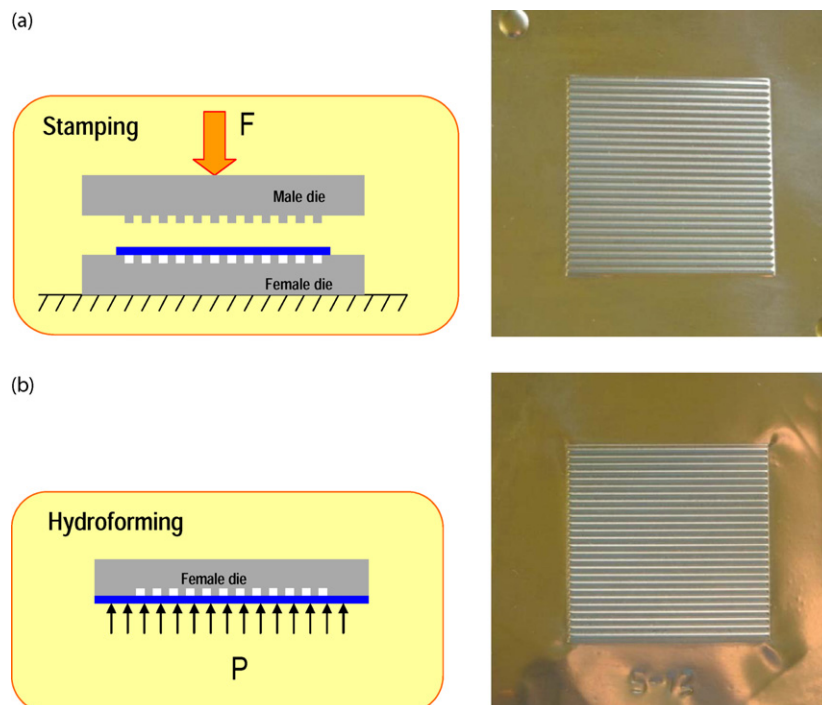 (a)
Stamping
F
Male die
Female die
(b)
Hydroforming
Female die
P